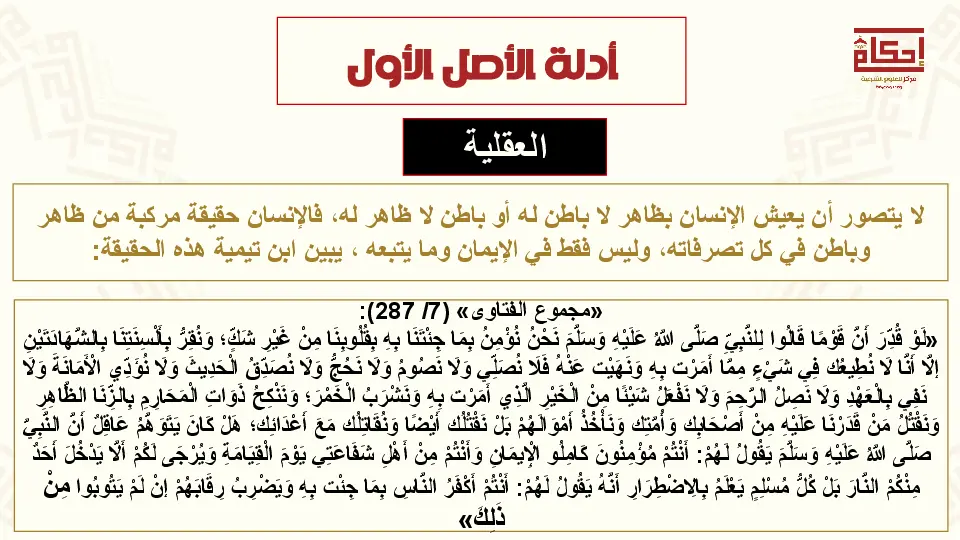 أدلة الأصل الأول
إحكام
مركز للعلوم الشرعية
العقلية
لا يتصور أن يعيش الإنسان بظاهر لا باطن له أو باطن لا ظاهر له، فالإنسان حقيقة مركبة من ظاهر
وباطن في كل تصرفاته، وليس فقط في الإيمان وما يتبعه ، يبين ابن تيمية هذه الحقيقة:
«مجموع الفتاوى» (7/ 287):
«لَوْ قُدِّرَ أَنَّ قَوْمًا قَالُوا لِلنَّبِيِّ صَلَّى اللهُ عَلَيْهِ وَسَلَّمَ نَحْنُ نُؤْمِنُ بِمَا جِئْتَنَا بِهِ بِقُلُوبِنَا مِنْ غَيْرِ شَكٍّ؛ وَنُقِرُّ بِأَلْسِنَتِنَا بِالشَّهَادَتَيْنِ
إلَّا أَنَّا لَا نُطِيعُك فِي شَيْءٍ مِمَّا أَمَرْت بِهِ وَنَهَيْت عَنْهُ فَلَا نُصَلِّي وَلَا نَصُومُ وَلَا نَحُجُّ وَلَا نُصَدِّقُ الْحَدِيثَ وَلَا نُؤَدِّي الْأَمَانَةَ وَلَا
نَفِي بِالْعَهْدِ وَلَا نَصِلُ الرَّحِمَ وَلَا نَفْعَلُ شَيْئًا مِنْ الْخَيْرِ الَّذِي أَمَرْت بِهِ وَنَشْرَبُ الْخَمْرَ؛ وَنَنْكِحُ ذَوَاتِ الْمَحَارِمِ بِالزِّنَا الظَّاهِرِ
وَنَقْتُلُ مَنْ قَدَرْنَا عَلَيْهِ مِنْ أَصْحَابِك وَأُمَّتِك وَنَأْخُذُ أَمْوَالَهُمْ بَلْ نَقْتُلُك أَيْضًا وَنُقَاتِلُك مَعَ أَعْدَائِك؛ هَلْ كَانَ يَتَوَهَّمُ عَاقِلٌ أَنَّ النَّبِيَّ
صَلَّى اللهُ عَلَيْهِ وَسَلَّمَ يَقُولُ لَهُمْ: أَنْتُمْ مُؤْمِنُونَ كَامِلُو الْإِيمَانِ وَأَنْتُمْ مِنْ أَهْلِ شَفَاعَتِي يَوْمَ الْقِيَامَةِ وَيُرْجَى لَكُمْ أَلَّا يَدْخُلَ أَحَدٌ
مِنْكُمْ النَّارَ بَلْ كُلُّ مُسْلِمٍ يَعْلَمُ بِالِاضْطِرَارِ أَنَّهُ يَقُولُ لَهُمْ: أَنْتُمْ أَكْفَرُ النَّاسِ بِمَا جِئْت بِهِ وَيَضْرِبُ رِقَابَهُمْ إنْ لَمْ يَتُوبُوا مِنْ
ذَلِكَ»